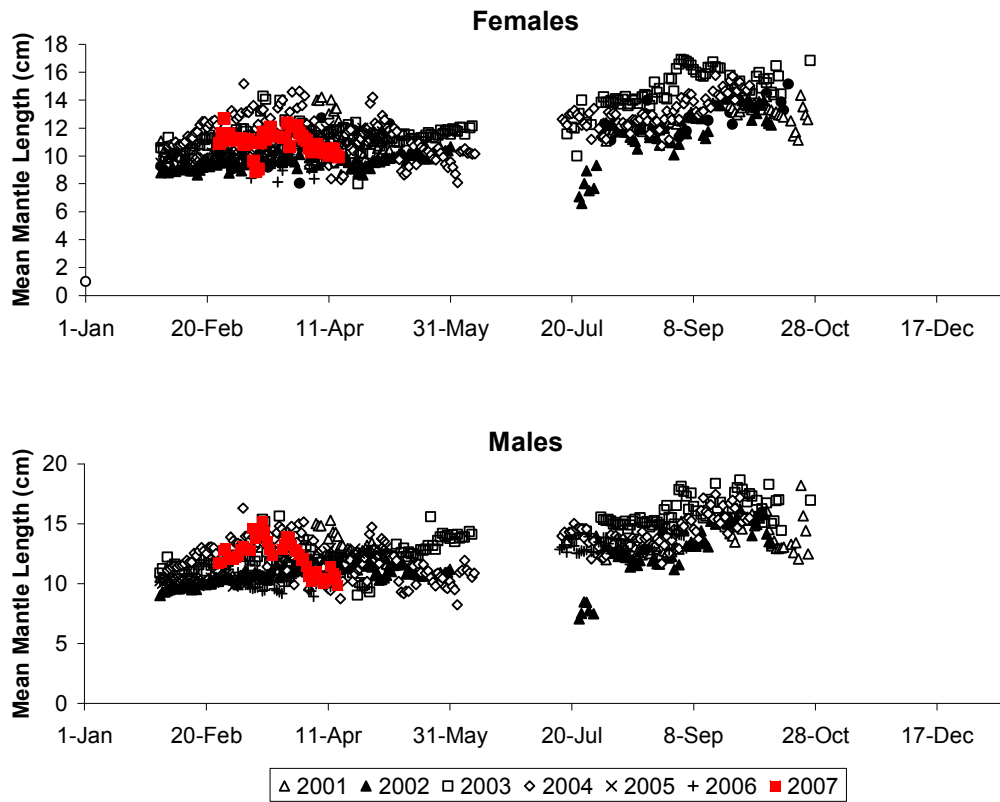 Females
Mean Mantle Length (cm)
18
16
14
12
10
8
6
4
2
0
1-Jan 20-Feb 11-Apr 31-May 20-Jul 8-Sep 28-Oct 17-Dec
Males
Mean Mantle Length (cm)
20
15
10
5
0
1-Jan 20-Feb 11-Apr 31-May 20-Jul 8-Sep 28-Oct 17-Dec
2001 2002 2003 2004 2005 2006 2007